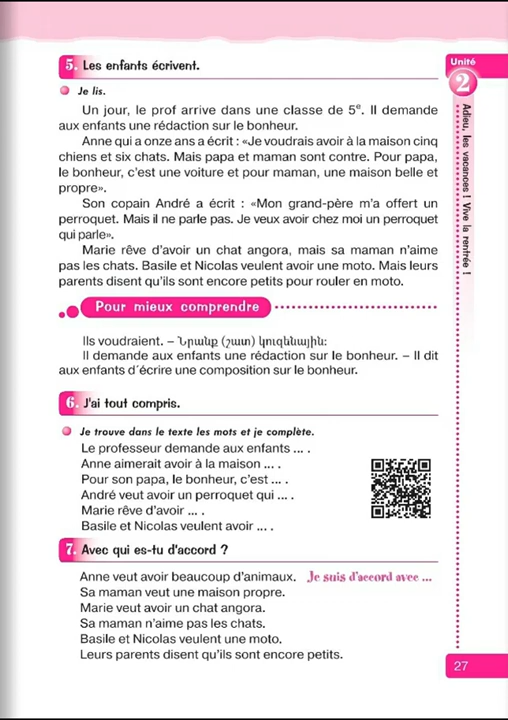 5. Les enfants écrivent.
Je lis.
Un jour, le prof arrive dans une classe de 5e. Il demande
aux enfants une rédaction sur le bonheur.
Anne qui a onze ans a écrit : «Je voudrais avoir à la maison cinq
chiens et six chats. Mais papa et maman sont contre. Pour papa,
le bonheur, c'est une voiture et pour maman, une maison belle et
propre».
Son copain André a écrit : «Mon grand-père m'a offert un
perroquet. Mais il ne parle pas. Je veux avoir chez moi un perroquet
qui parle».
Marie rêve d'avoir un chat angora, mais sa maman n'aime
pas les chats. Basile et Nicolas veulent avoir une moto. Mais leurs
parents disent qu'ils sont encore petits pour rouler en moto.
Pour mieux comprendre
Ils voudraient. – Նրանք (շատ) կուզենային:
Il demande aux enfants une rédaction sur le bonheur. – Il dit
aux enfants d'écrire une composition sur le bonheur.
6. J'ai tout compris.
Je trouve dans le texte les mots et je complète.
Le professeur demande aux enfants ... .
Anne aimerait avoir à la maison ... .
Pour son papa, le bonheur, c'est ... .
André veut avoir un perroquet qui ... .
Marie rêve d'avoir ... .
Basile et Nicolas veulent avoir ... .
7. Avec qui es-tu d'accord ?
Anne veut avoir beaucoup d'animaux. Je suis d'accord avec ...
Sa maman veut une maison propre.
Marie veut avoir un chat angora.
Sa maman n'aime pas les chats.
Basile et Nicolas veulent une moto.
Leurs parents disent qu'ils sont encore petits.
Unité
2
Adieu, les vacances ! Vive la rentrée !
27